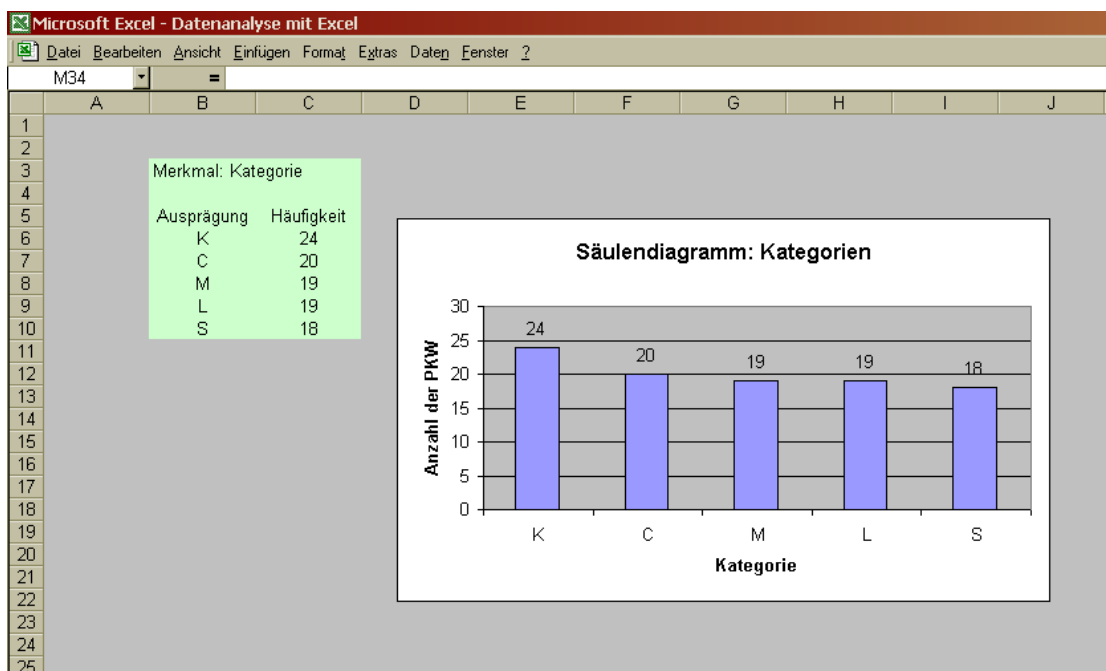 Microsoft Excel - Datenanalyse mit Excel
Datei Bearbeiten Ansicht Einfügen Format Extras Daten Fenster ?
M34 =
A B C D E F G H I J
1
2
3 Merkmal: Kategorie
4
5 Ausprägung Häufigkeit
6 K 24
7 C 20
8 M 19
9 L 19
10 S 18
11
12
13
14
15
16
17
18
19
20
21
22
23
24
25
Säulendiagramm: Kategorien
Anzahl der PKW
30
25
20
15
10
5
0
24 20 19 19 18
K C M L S
Kategorie